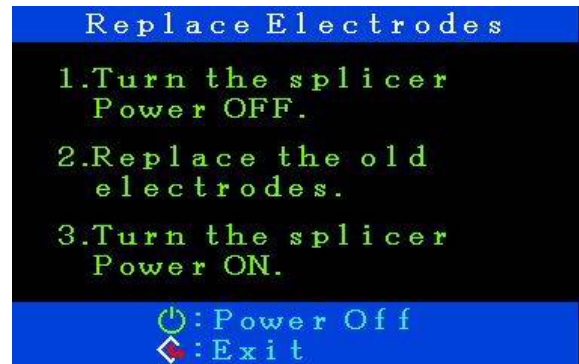 Replace Electrodes
1.Turn the splicer
Power OFF.
2.Replace the old
electrodes.
3.Turn the splicer
Power ON.
:Power Off
:Exit